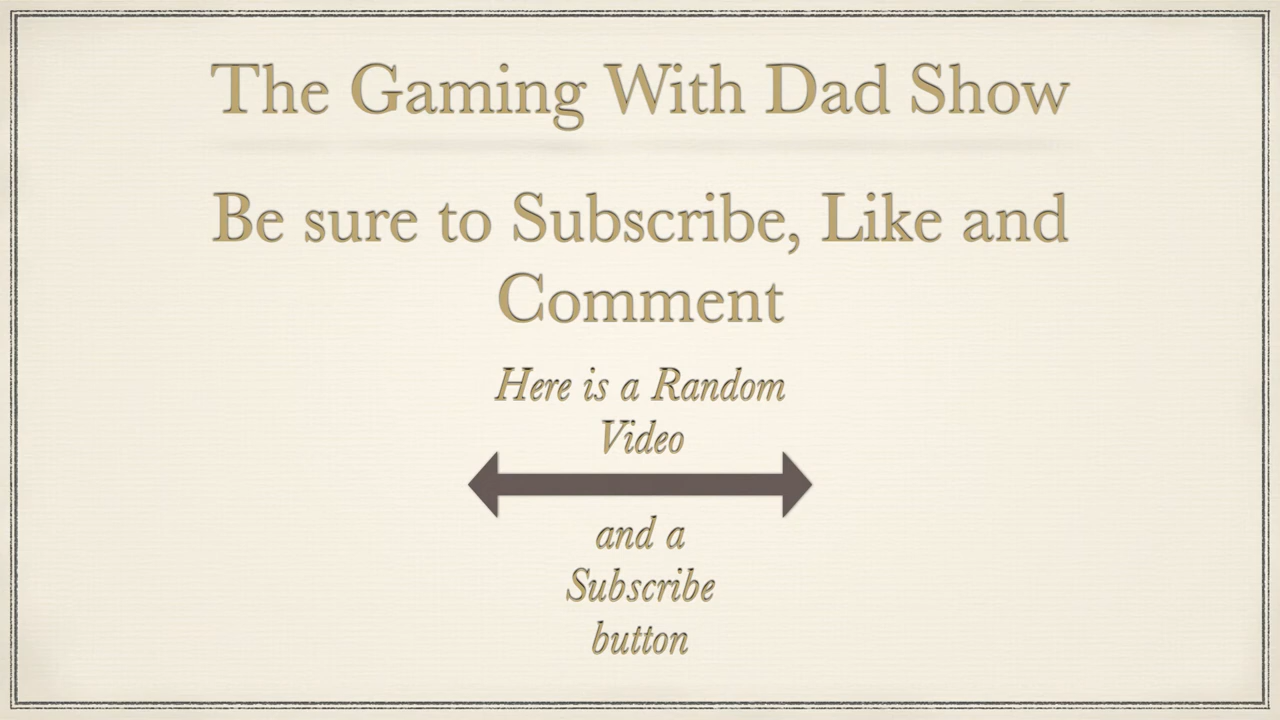 The Gaming With Dad Show
Be sure to Subscribe, Like and
Comment
Here is a Random
Video
and a
Subscribe
button